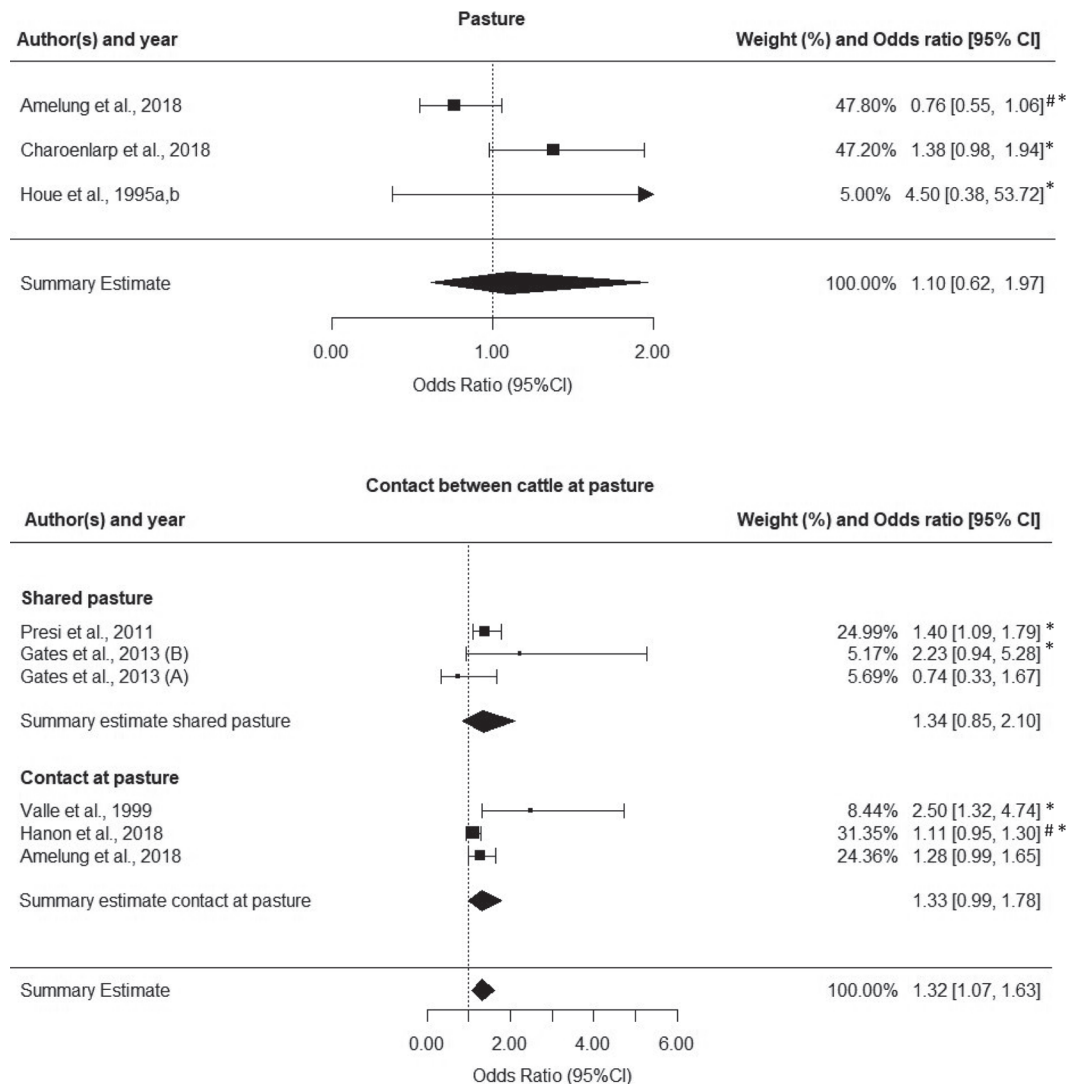 Pasture
Author(s) and year Weight (%) and Odds ratio [95% CI]
Amelung et al., 2018 47.80% 0.76 [0.55, 1.06]# *
Charoenlarp et al., 2018 47.20% 1.38 [0.98, 1.94]*
Houe et al., 1995a,b 5.00% 4.50 [0.38, 53.72]*
Summary Estimate 100.00% 1.10 [0.62, 1.97]
0.00 1.00 2.00
Odds Ratio (95%CI)
Contact between cattle at pasture
Author(s) and year Weight (%) and Odds ratio [95% CI]
Shared pasture
Presi et al., 2011 24.99% 1.40 [1.09, 1.79] *
Gates et al., 2013 (B) 5.17% 2.23 [0.94, 5.28] *
Gates et al., 2013 (A) 5.69% 0.74 [0.33, 1.67]
Summary estimate shared pasture 1.34 [0.85, 2.10]
Contact at pasture
Valle et al., 1999 8.44% 2.50 [1.32, 4.74] *
Hanon et al., 2018 31.35% 1.11 [0.95, 1.30] # *
Amelung et al., 2018 24.36% 1.28 [0.99, 1.65]
Summary estimate contact at pasture 1.33 [0.99, 1.78]
Summary Estimate 100.00% 1.32 [1.07, 1.63]
0.00 2.00 4.00 6.00
Odds Ratio (95%CI)